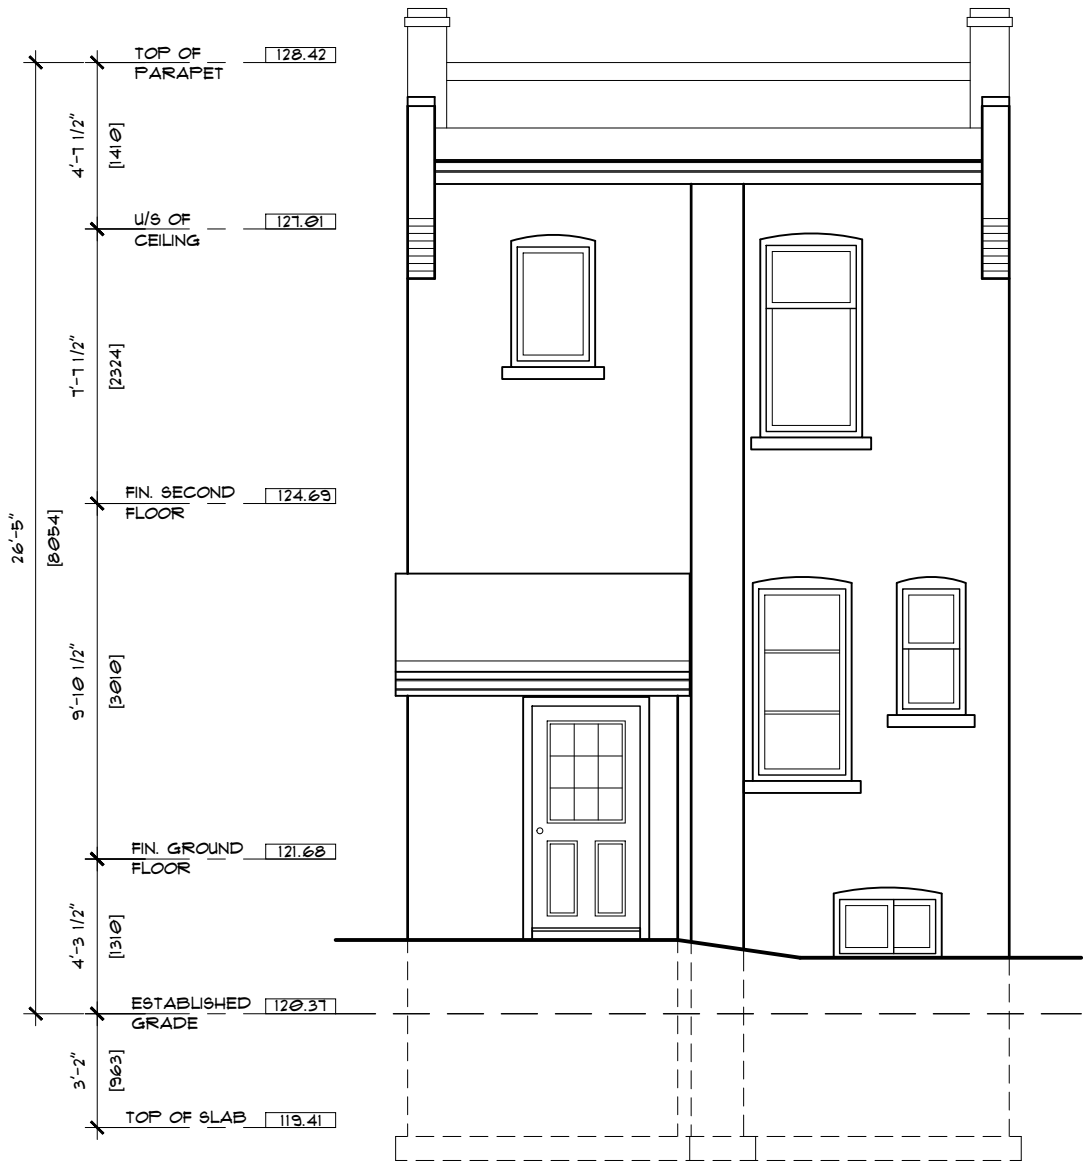 TOP OF
PARAPET
128.42
4'-7 1/2"
[1410]
U/S OF
CEILING
127.01
7'-7 1/2"
[2324]
FIN. SECOND
FLOOR
124.69
26'-5"
[8054]
9'-10 1/2"
[3010]
FIN. GROUND
FLOOR
121.68
4'-3 1/2"
[1310]
ESTABLISHED
GRADE
120.37
3'-2"
[963]
TOP OF SLAB
119.41